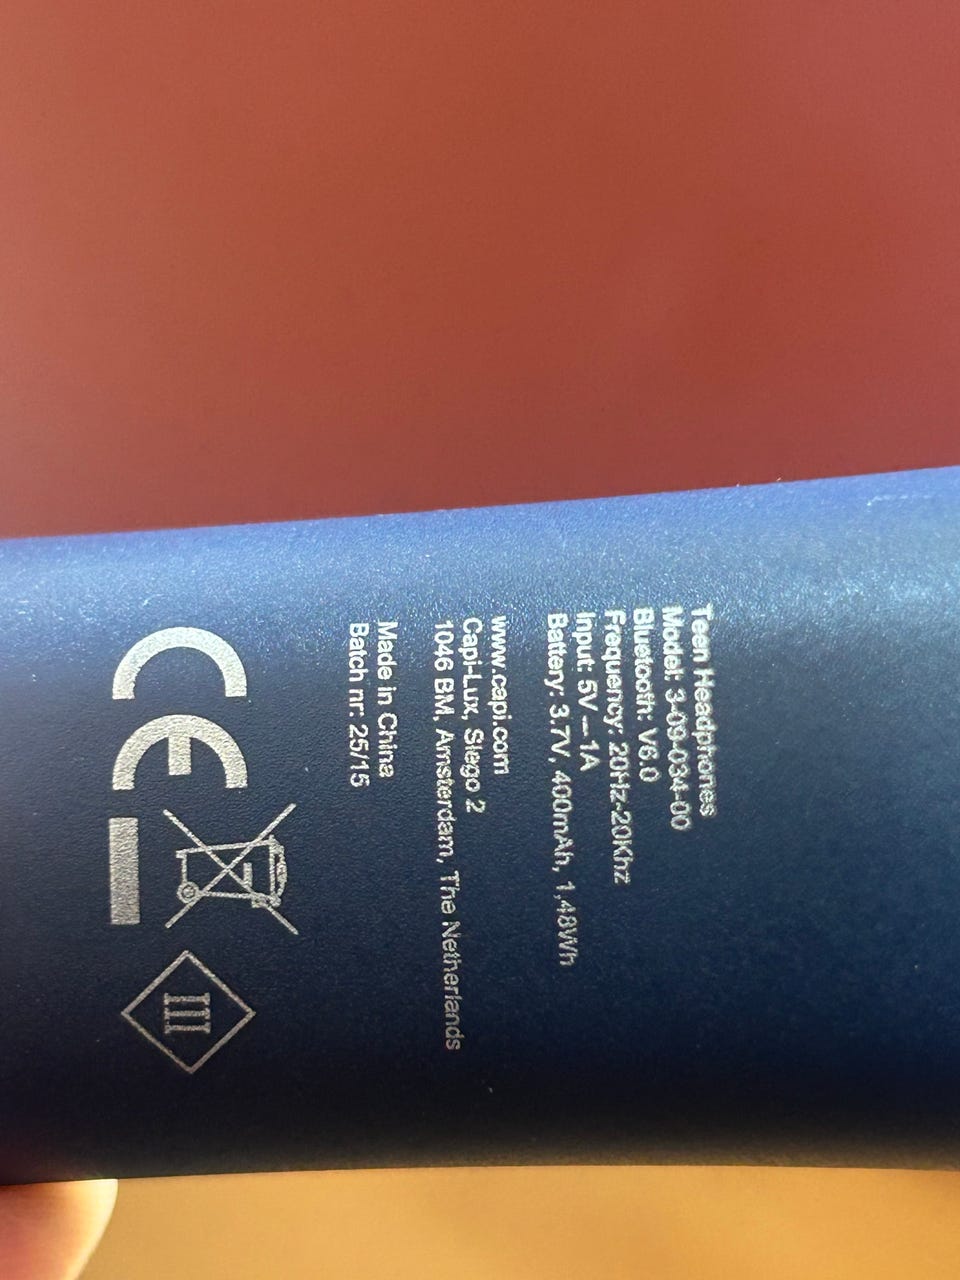 Teen Headphones
Model: 3-09-034-00
Bluetooth: V6.0
Frequency: 20Hz-20Khz
Input: 5V ⎓ 1A
Battery: 3.7V, 400mAh, 1,48Wh
www.capi.com
Capi-Lux, Slego 2
1046 BM, Amsterdam, The Netherlands
Made in China
Batch nr: 25/15
CE
III